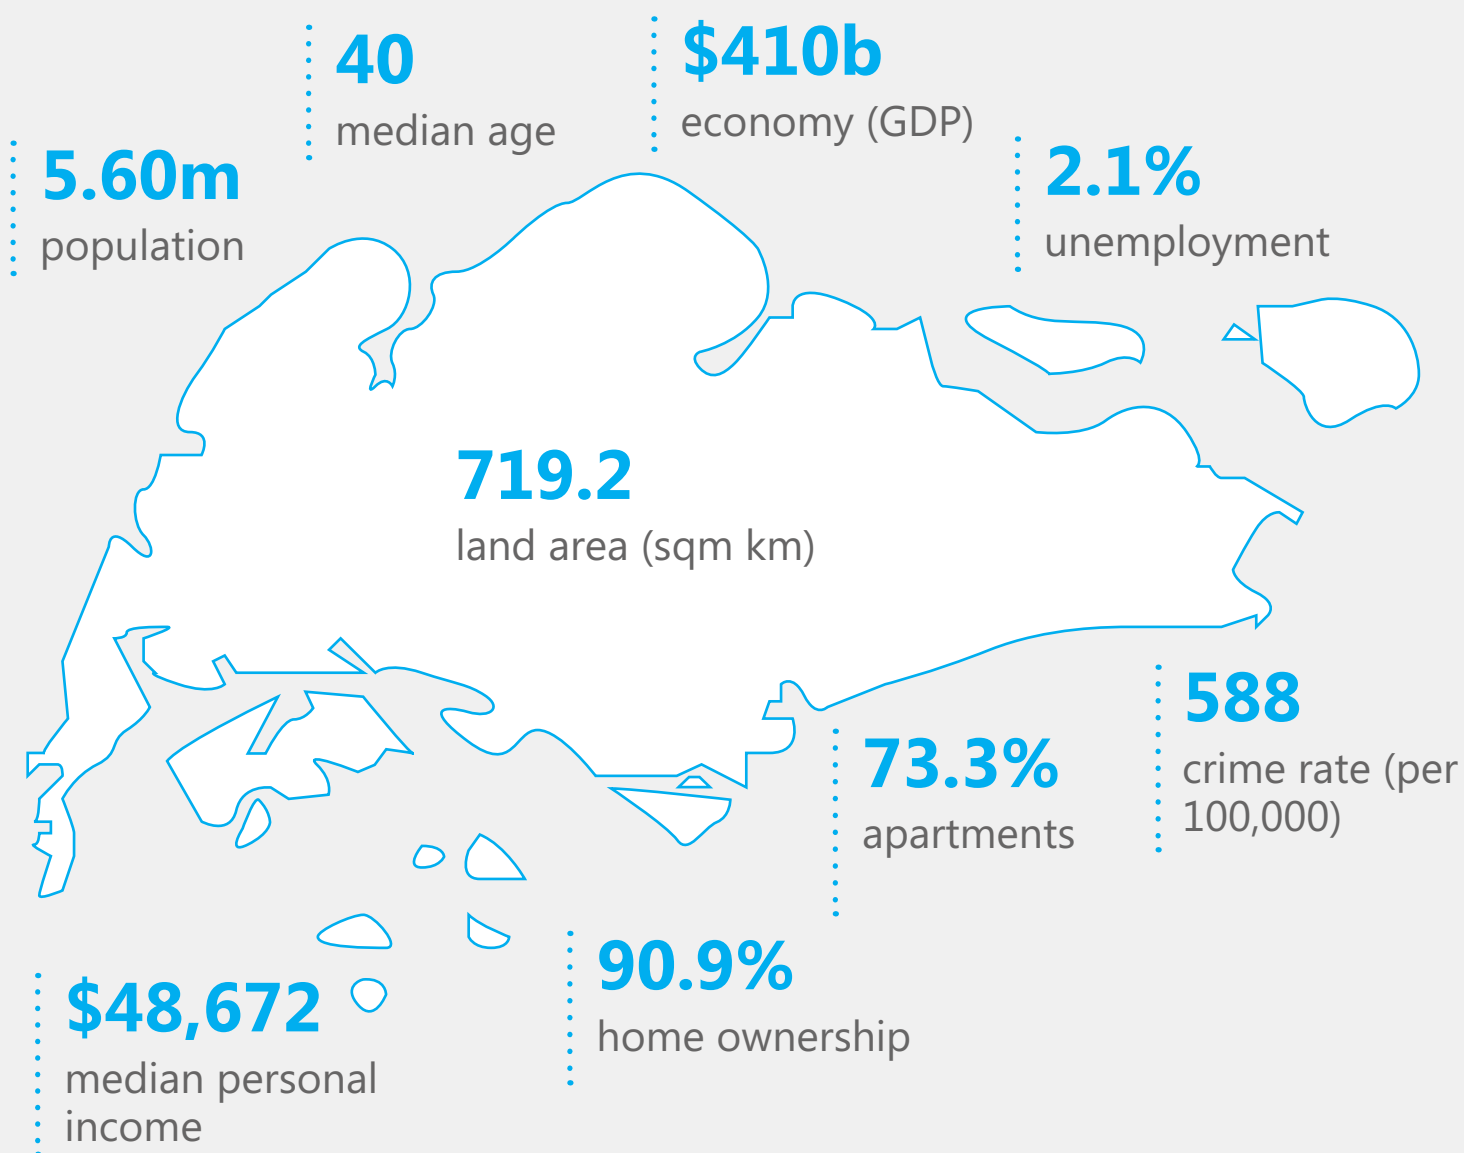 40
median age
$410b
economy (GDP)
5.60m
population
2.1%
unemployment
719.2
land area (sqm km)
588
crime rate (per
100,000)
73.3%
apartments
90.9%
home ownership
$48,672
median personal
income